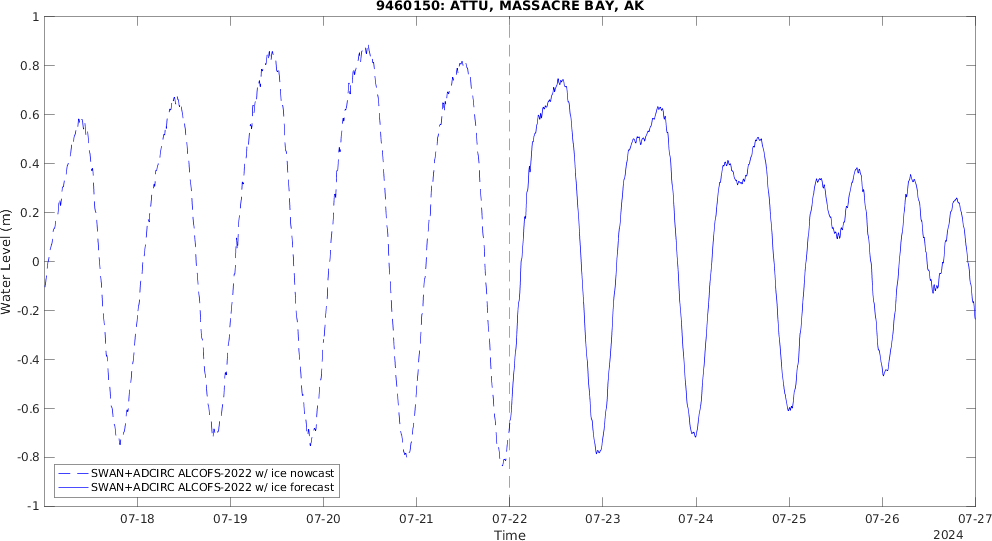 9460150: ATTU, MASSACRE BAY, AK
1
0.8
0.6
0.4
0.2
0
-0.2
-0.4
-0.6
-0.8
-1
Water Level (m)
SWAN+ADCIRC ALCOFS-2022 w/ ice nowcast
SWAN+ADCIRC ALCOFS-2022 w/ ice forecast
07-18 07-19 07-20 07-21 07-22 07-23 07-24 07-25 07-26 07-27
Time
2024